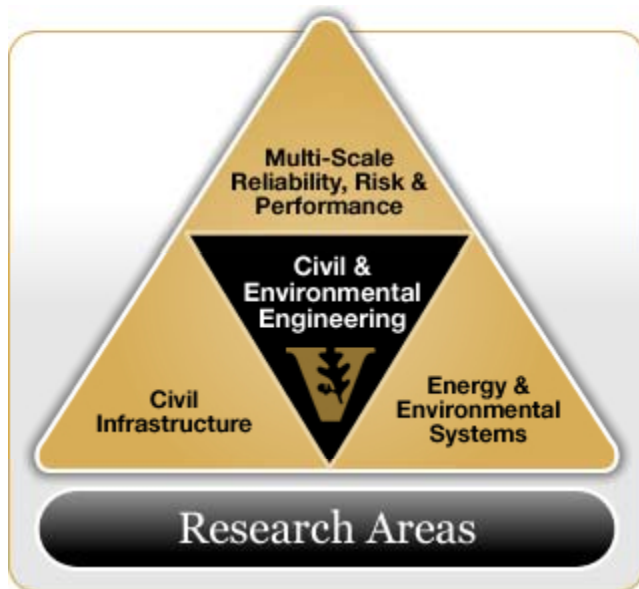 Multi-Scale
Reliability, Risk &
Performance
Civil &
Environmental
Engineering
V
Civil
Infrastructure
Energy &
Environmental
Systems
Research Areas